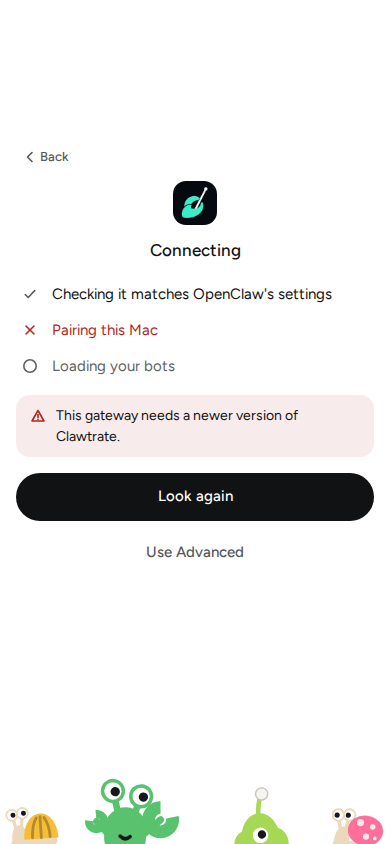 Back
Connecting
Checking it matches OpenClaw's settings
Pairing this Mac
Loading your bots
This gateway needs a newer version of
Clawtrate.
Look again
Use Advanced